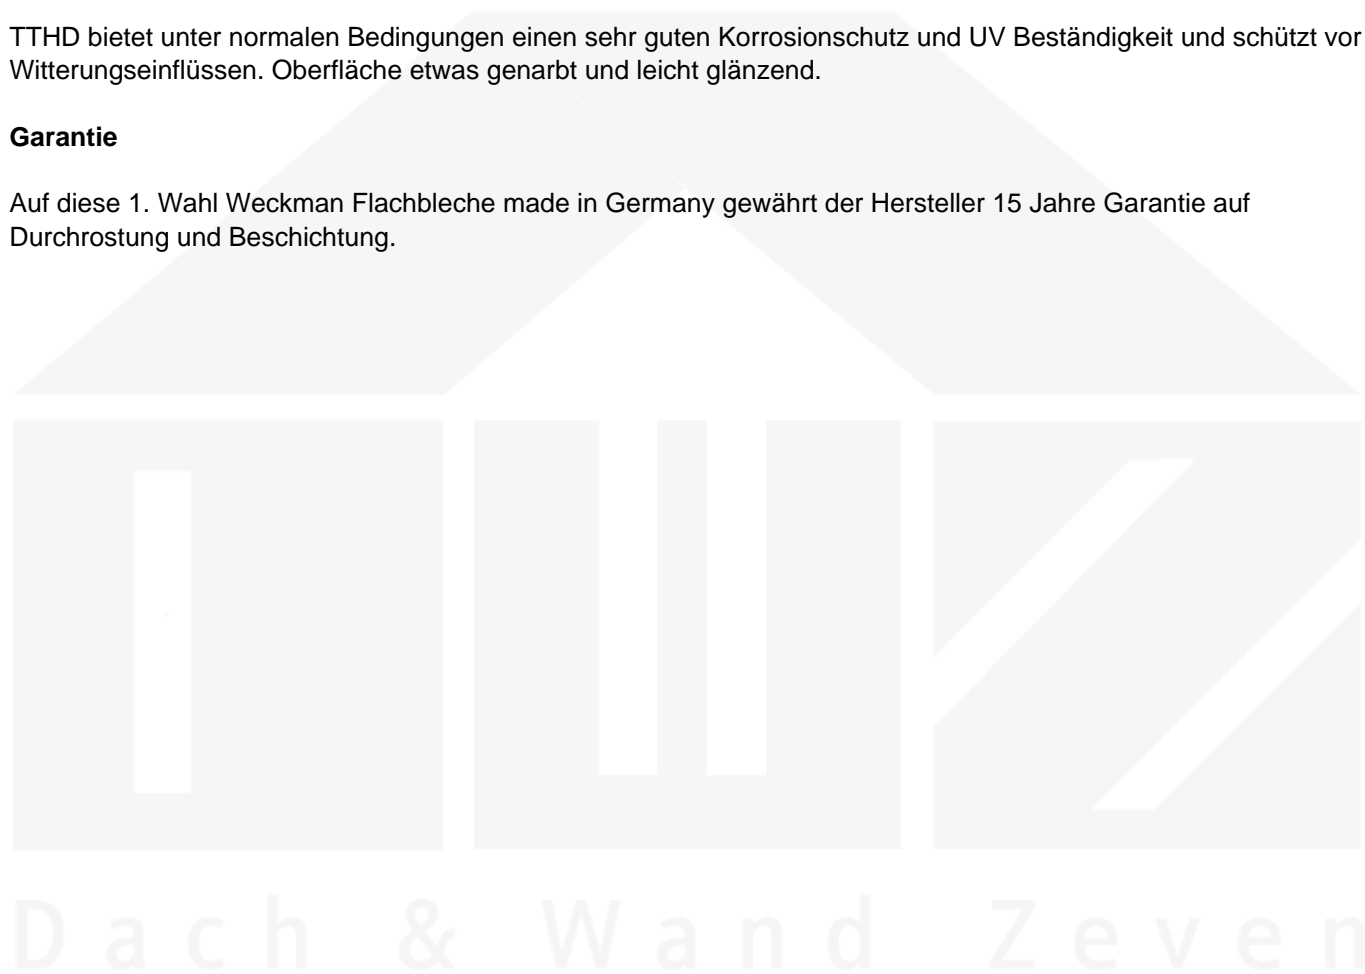 TTHD bietet unter normalen Bedingungen einen sehr guten Korrosionschutz und UV Beständigkeit und schützt vor
Witterungseinflüssen. Oberfläche etwas genarbt und leicht glänzend.
Garantie
Auf diese 1. Wahl Weckman Flachbleche made in Germany gewährt der Hersteller 15 Jahre Garantie auf
Durchrostung und Beschichtung.
Dach & Wand Zeven